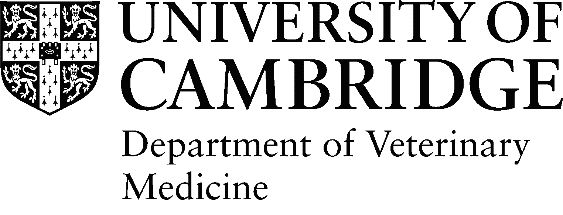 UNIVERSITY OF
CAMBRIDGE
Department of Veterinary
Medicine